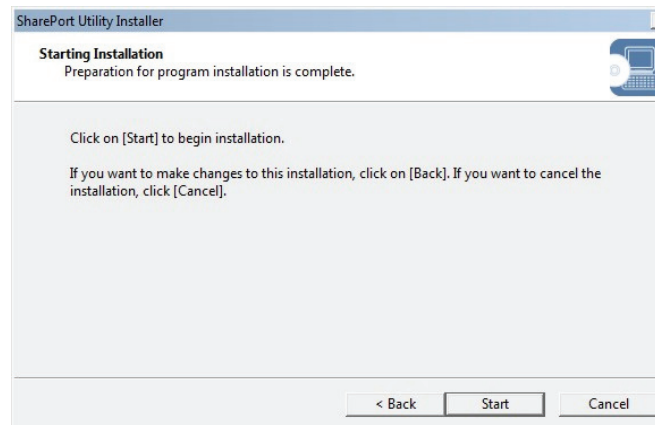 SharePort Utility Installer
Starting Installation
Preparation for program installation is complete.
Click on [Start] to begin installation.
If you want to make changes to this installation, click on [Back]. If you want to cancel the
installation, click [Cancel].
< Back Start Cancel